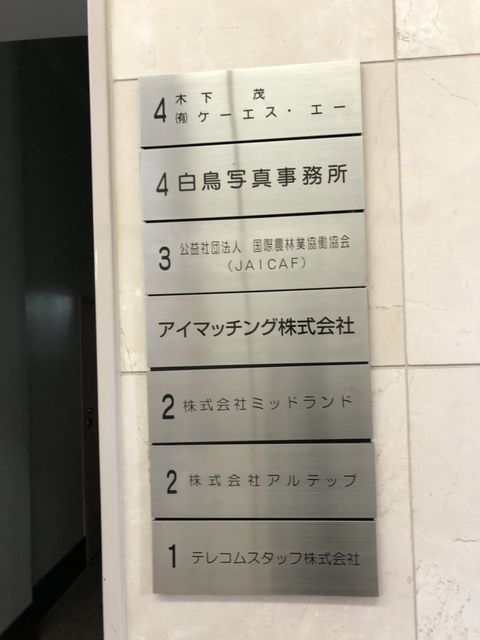 4 木下 茂
㈲ケーエス・エー
4 白鳥写真事務所
3 公益社団法人 国際農林業協働協会
(JAICAF)
アイマッチング株式会社
2 株式会社ミッドランド
2 株式会社アルテップ
1 テレコムスタッフ株式会社